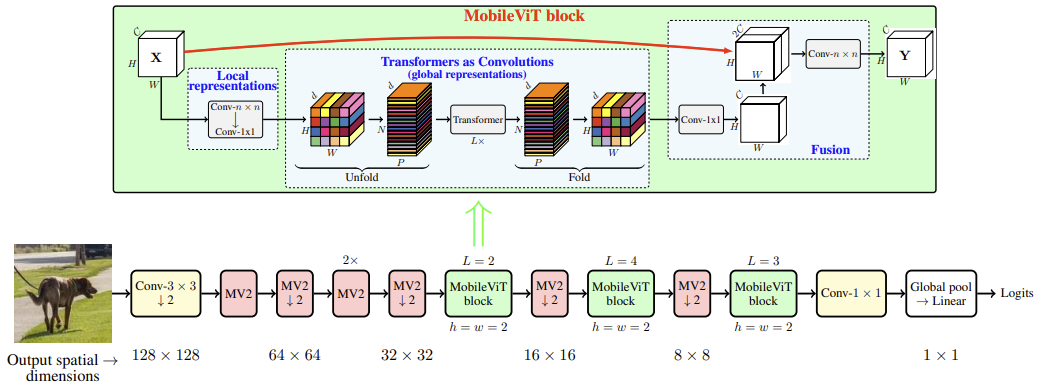 MobileViT block
C
X
H
W
Local
representations
Conv-n × n
↓
Conv-1x1
Transformers as Convolutions
(global representations)
d
H
W
Unfold
d
N
P
Transformer
L×
d
N
P
Fold
d
H
W
Conv-1x1
C
H
W
2C
H
W
Conv-n × n
Fusion
C
Y
H
W
Conv-3 × 3
↓ 2
MV2
MV2
↓ 2
2×
MV2
MV2
↓ 2
L = 2
MobileViT
block
h = w = 2
MV2
↓ 2
L = 4
MobileViT
block
h = w = 2
MV2
↓ 2
L = 3
MobileViT
block
h = w = 2
Conv-1 × 1
Global pool
→ Linear
Logits
Output spatial →
dimensions
128 × 128
64 × 64
32 × 32
16 × 16
8 × 8
1 × 1